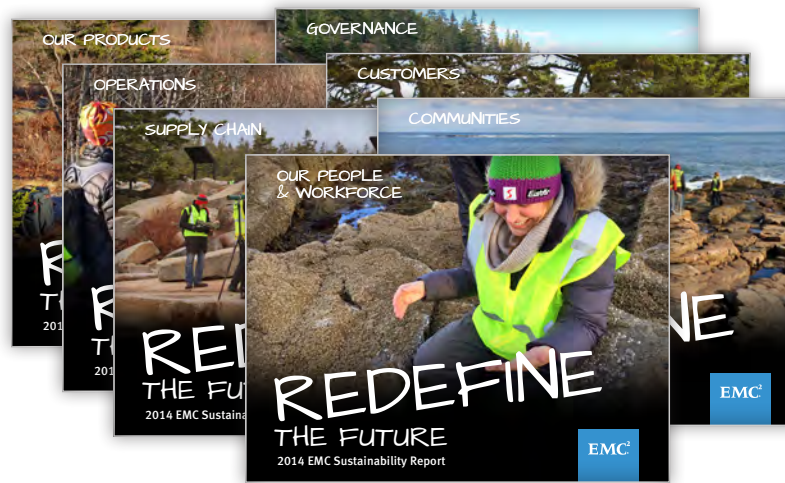 OUR PRODUCTS
GOVERNANCE
OPERATIONS
CUSTOMERS
SUPPLY CHAIN
COMMUNITIES
OUR PEOPLE
& WORKFORCE
REDEFINE
THE FUTURE
2014 EMC Sustainability Report
EMC²
EMC²